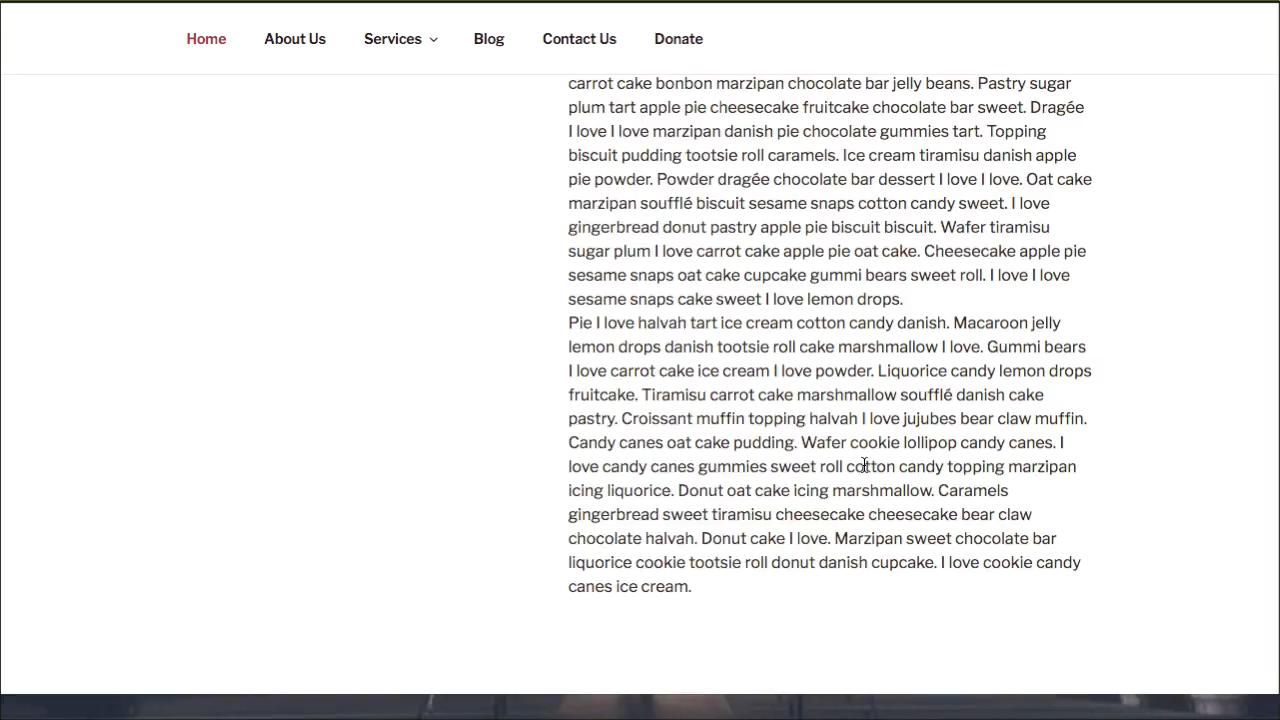 Home About Us Services Blog Contact Us Donate
carrot cake bonbon marzipan chocolate bar jelly beans. Pastry sugar
plum tart apple pie cheesecake fruitcake chocolate bar sweet. Dragée
I love I love marzipan danish pie chocolate gummies tart. Topping
biscuit pudding tootsie roll caramels. Ice cream tiramisu danish apple
pie powder. Powder dragée chocolate bar dessert I love I love. Oat cake
marzipan soufflé biscuit sesame snaps cotton candy sweet. I love
gingerbread donut pastry apple pie biscuit biscuit. Wafer tiramisu
sugar plum I love carrot cake apple pie oat cake. Cheesecake apple pie
sesame snaps oat cake cupcake gummi bears sweet roll. I love I love
sesame snaps cake sweet I love lemon drops.
Pie I love halvah tart ice cream cotton candy danish. Macaroon jelly
lemon drops danish tootsie roll cake marshmallow I love. Gummi bears
I love carrot cake ice cream I love powder. Liquorice candy lemon drops
fruitcake. Tiramisu carrot cake marshmallow soufflé danish cake
pastry. Croissant muffin topping halvah I love jujubes bear claw muffin.
Candy canes oat cake pudding. Wafer cookie lollipop candy canes. I
love candy canes gummies sweet roll cotton candy topping marzipan
icing liquorice. Donut oat cake icing marshmallow. Caramels
gingerbread sweet tiramisu cheesecake cheesecake bear claw
chocolate halvah. Donut cake I love. Marzipan sweet chocolate bar
liquorice cookie tootsie roll donut danish cupcake. I love cookie candy
canes ice cream.